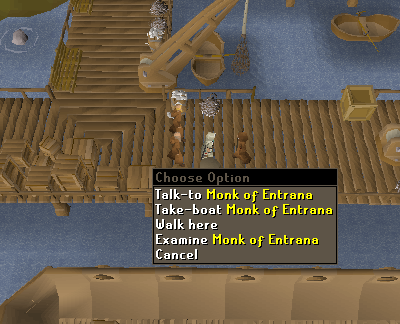 Choose Option
Talk-to Monk of Entrana
Take-boat Monk of Entrana
Walk here
Examine Monk of Entrana
Cancel